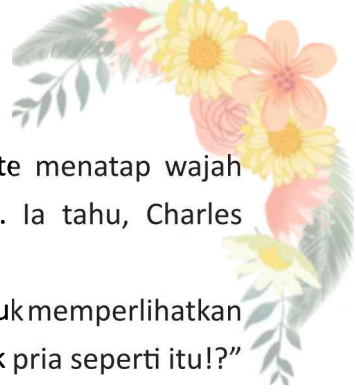 te menatap wajah
. Ia tahu, Charles
uk memperlihatkan
k pria seperti itu!?”